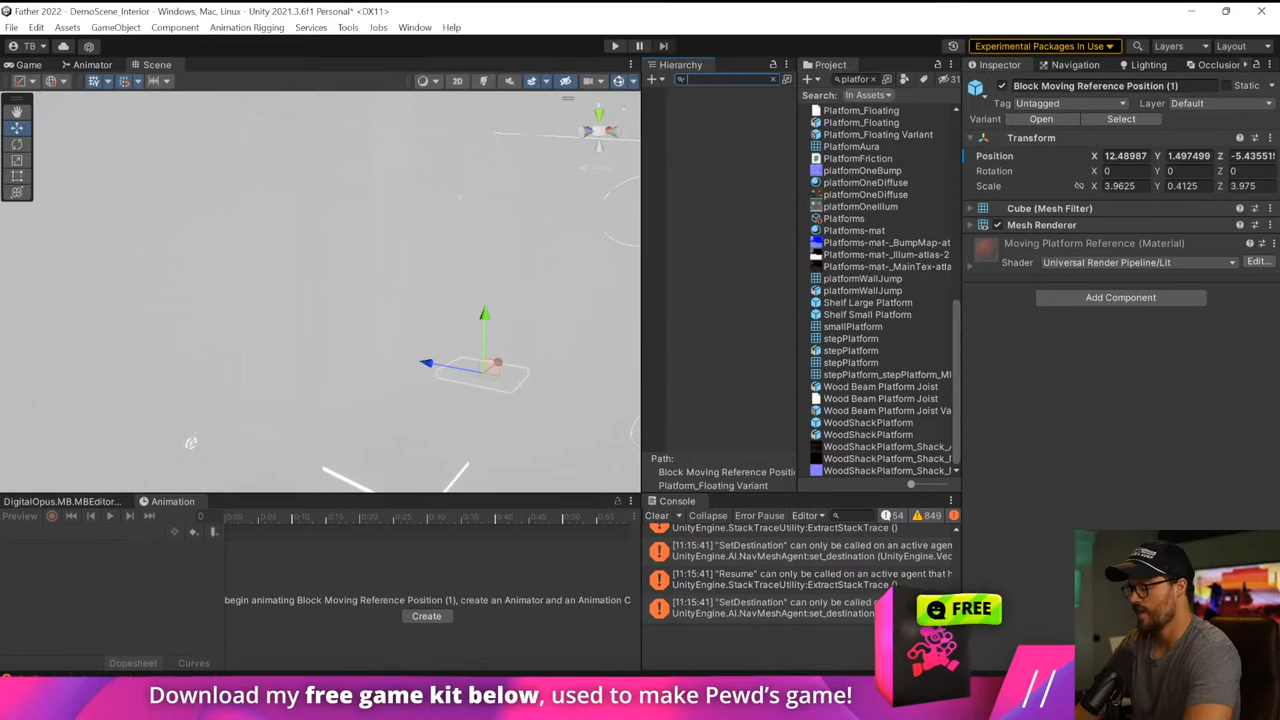 Father 2022 - DemoScene_Interior - Windows, Mac, Linux - Unity 2021.3.6f1 Personal* <DX11>
File Edit Assets GameObject Component Animation Rigging Services Tools Jobs Window Help
TB
Experimental Packages In Use
Layers
Layout
Game
Animator
Scene
Hierarchy
Project
Inspector
Navigation
Lighting
Occlusion
2D
platfor
31
Search: In Assets
Platform_Floating
Platform_Floating
Platform_Floating Variant
PlatformAura
PlatformFriction
platformOneBump
platformOneDiffuse
platformOneDiffuse
platformOneIllum
Platforms
Platforms-mat
Platforms-mat-_BumpMap-at
Platforms-mat-_Illum-atlas-2
Platforms-mat-_MainTex-atla
platformWallJump
platformWallJump
Shelf Large Platform
Shelf Small Platform
smallPlatform
stepPlatform
stepPlatform
stepPlatform
stepPlatform_stepPlatform_M
Wood Beam Platform Joist
Wood Beam Platform Joist
Wood Beam Platform Joist Va
WoodShackPlatform
WoodShackPlatform
WoodShackPlatform_Shack_
WoodShackPlatform_Shack_
WoodShackPlatform_Shack_
Block Moving Reference Position (1)
Static
Tag Untagged
Layer Default
Variant Open Select
Transform
Position X 12.48987 Y 1.497499 Z -5.43551
Rotation X 0 Y 0 Z 0
Scale X 3.9625 Y 0.4125 Z 3.975
Cube (Mesh Filter)
Mesh Renderer
Moving Platform Reference (Material)
Shader Universal Render Pipeline/Lit
Edit...
Add Component
Path:
Block Moving Reference Positi
Platform_Floating Variant
DigitalOpus.MB.MBEditor...
Animation
Preview
0
0:00 0:05 0:10 0:15 0:20 0:25 0:30 0:35 0:40 0:45 0:50 0:55
begin animating Block Moving Reference Position (1), create an Animator and an Animation C
Create
Dopesheet Curves
Console
Clear Collapse Error Pause Editor
54
849
UnityEngine.StackTraceUtility:ExtractStackTrace ()
[11:15:41] "SetDestination" can only be called on an active agen
UnityEngine.AI.NavMeshAgent:set_destination (UnityEngine.Vec
[11:15:41] "Resume" can only be called on an active agent that h
UnityEngine.StackTraceUtility:ExtractStackTrace ()
[11:15:41] "SetDestination" can only be ca
UnityEngine.AI.NavMeshAgent:set_destination
FREE
Download my free game kit below, used to make Pewd's game!
//